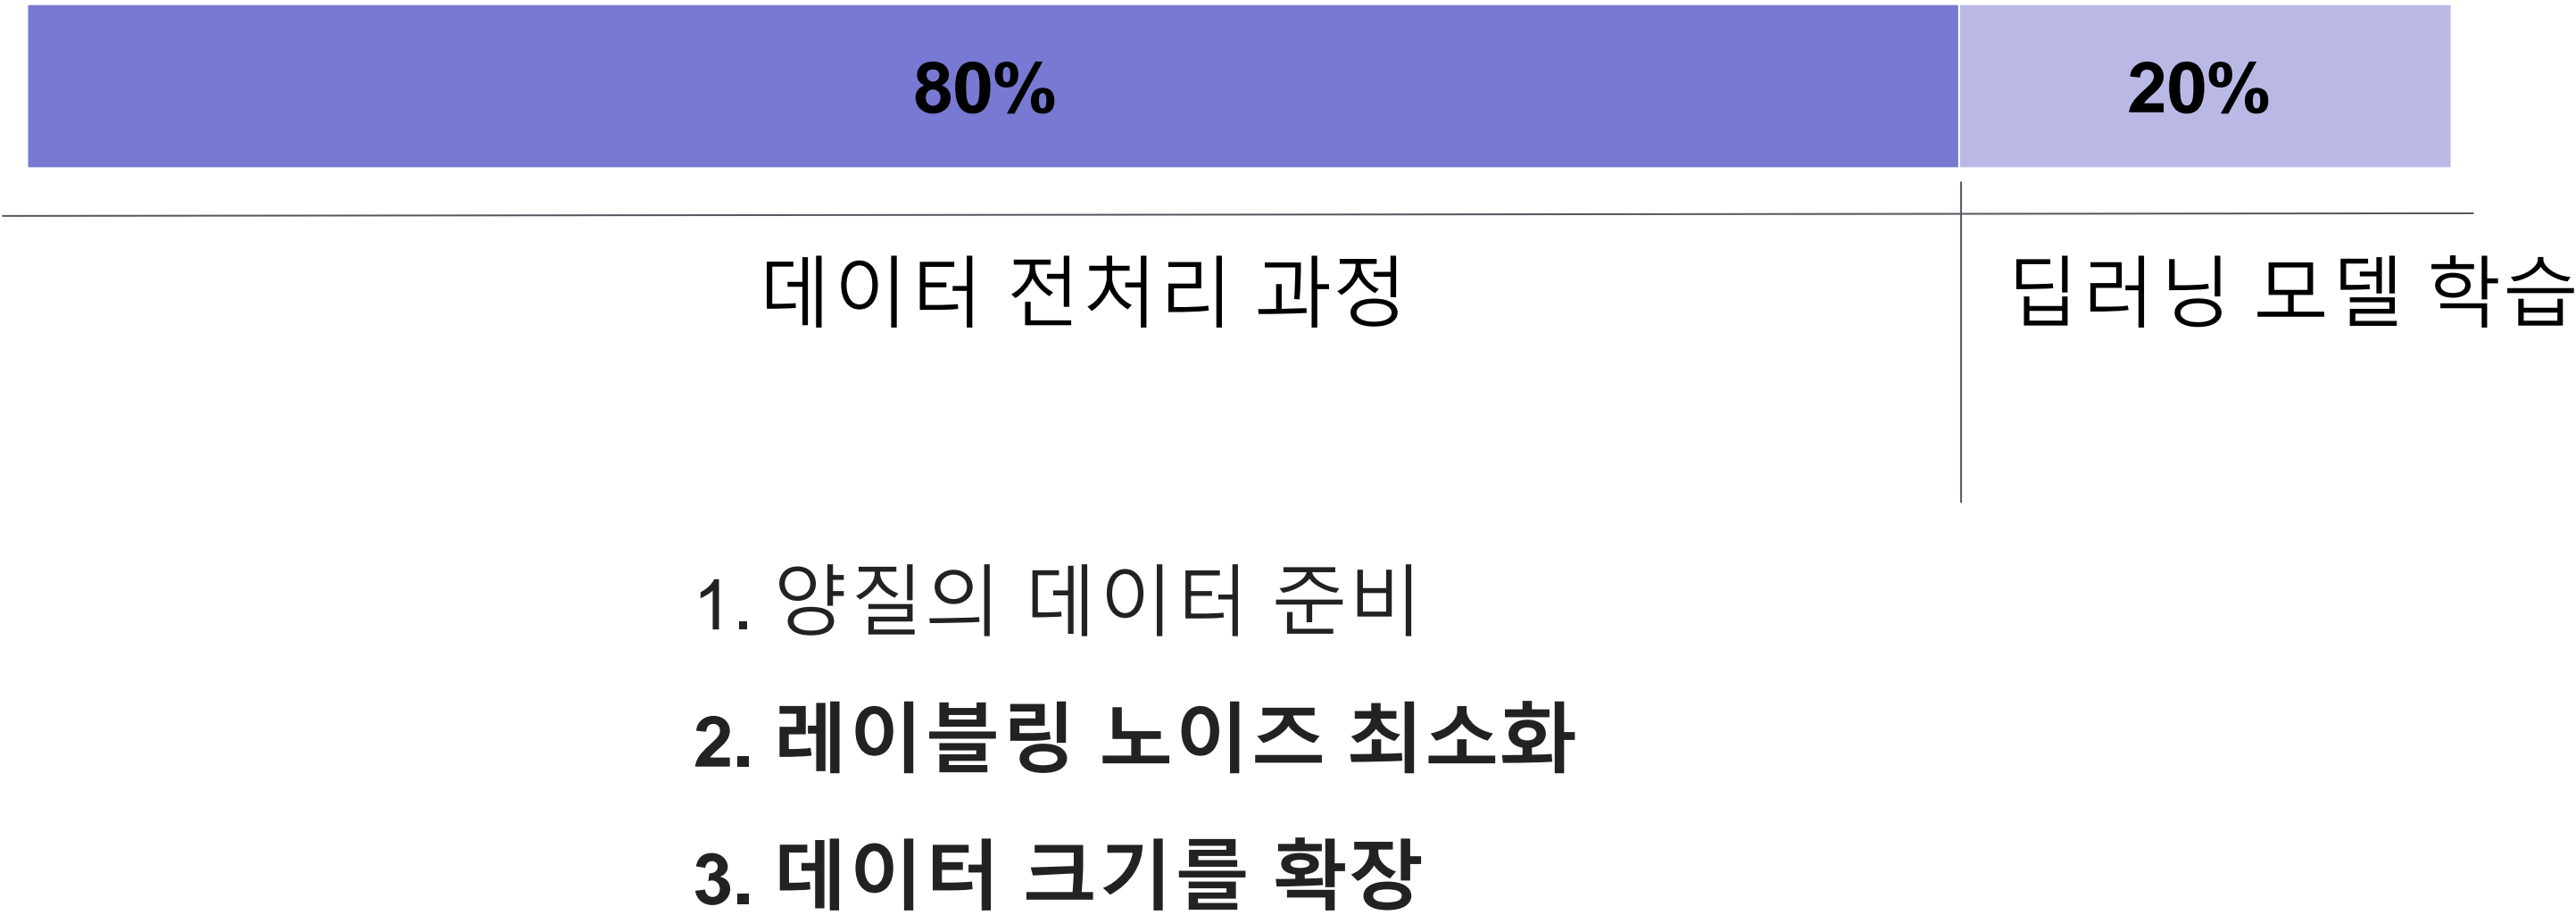 80% 20%
데이터 전처리 과정 딥러닝 모델 학습
1. 양질의 데이터 준비
2. 레이블링 노이즈 최소화
3. 데이터 크기를 확장